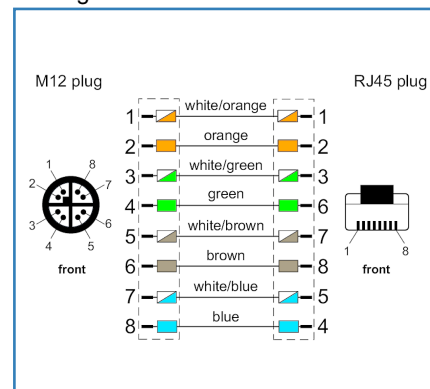 M12 plug
RJ45 plug
white/orange
1 1
orange
2 2
white/green
3 3
green
4 6
white/brown
5 7
brown
6 8
white/blue
7 5
blue
8 4
1 8
2 7
3 6
4 5
front
1 8
front